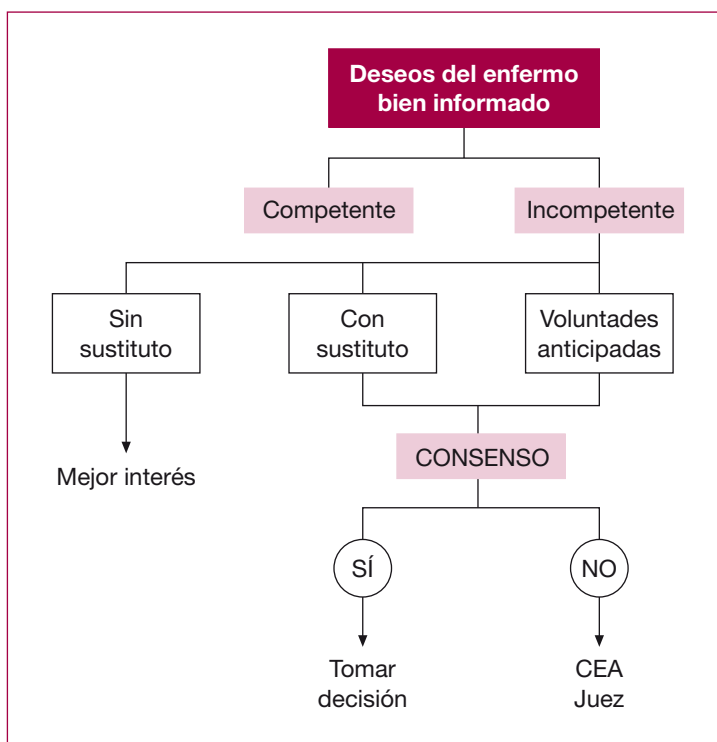 Deseos del enfermo
bien informado
Competente
Incompetente
Sin
sustituto
Con
sustituto
Voluntades
anticipadas
Mejor interés
CONSENSO
SÍ
NO
Tomar
decisión
CEA
Juez